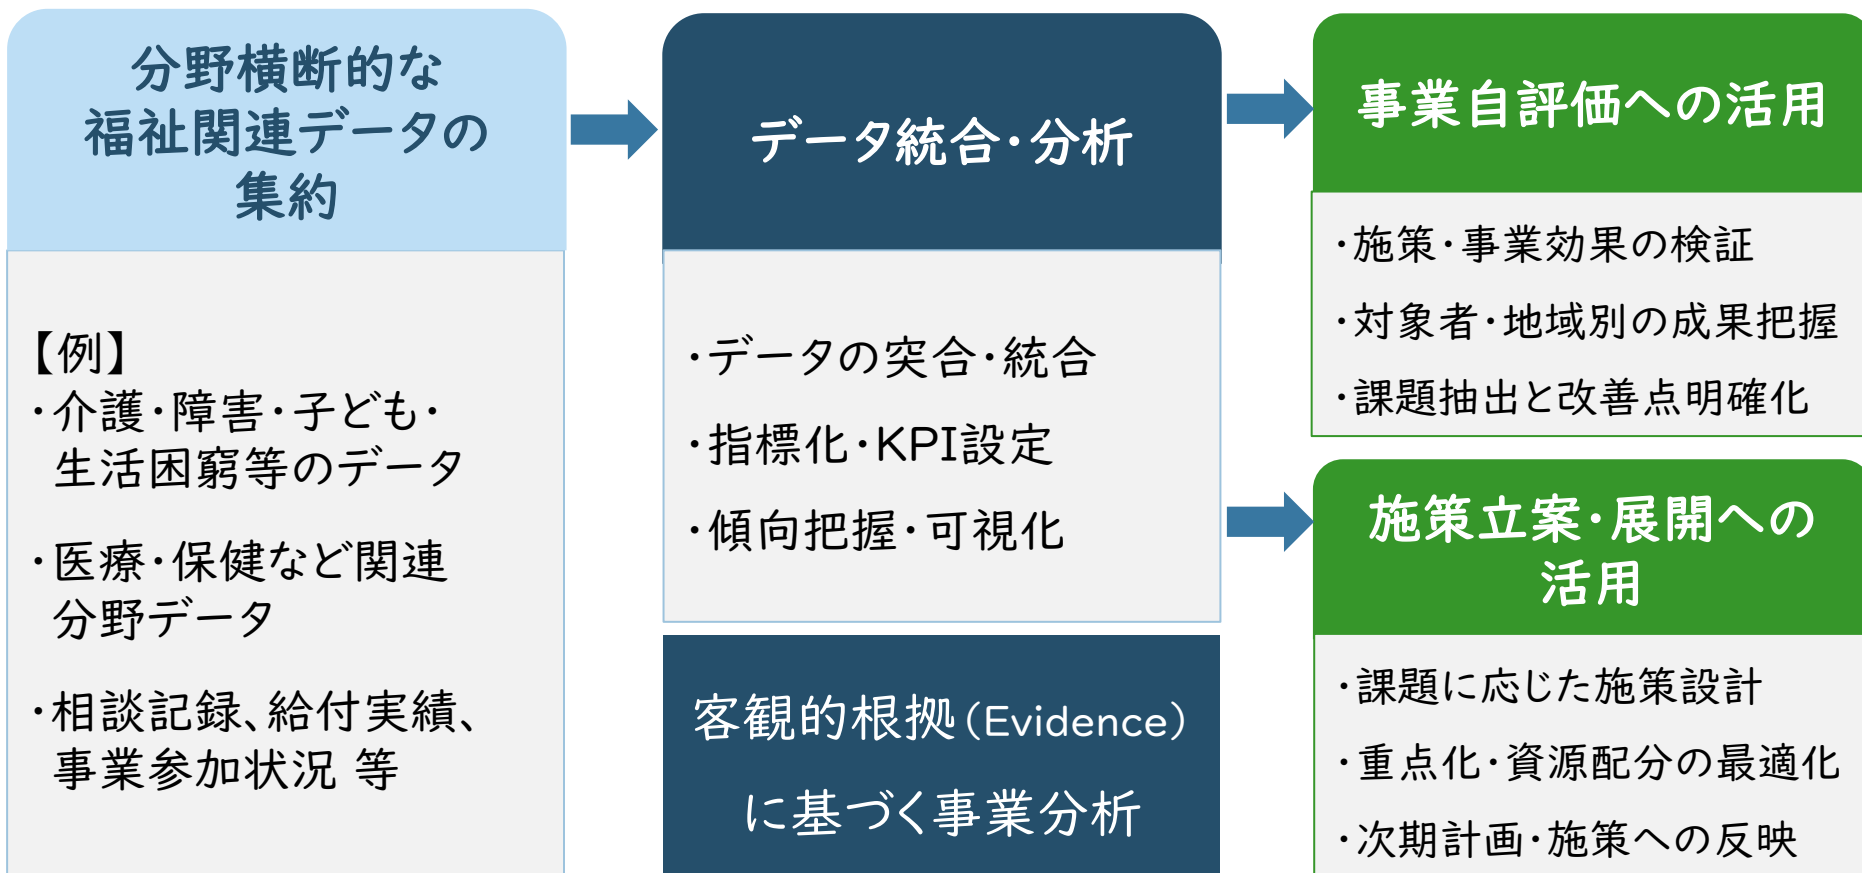 分野横断的な
福祉関連データの
集約
【例】
・介護・障害・子ども・
生活困窮等のデータ
・医療・保健など関連
分野データ
・相談記録、給付実績、
事業参加状況 等
データ統合・分析
・データの突合・統合
・指標化・KPI設定
・傾向把握・可視化
客観的根拠(Evidence)
に基づく事業分析
事業自評価への活用
・施策・事業効果の検証
・対象者・地域別の成果把握
・課題抽出と改善点明確化
施策立案・展開への
活用
・課題に応じた施策設計
・重点化・資源配分の最適化
・次期計画・施策への反映